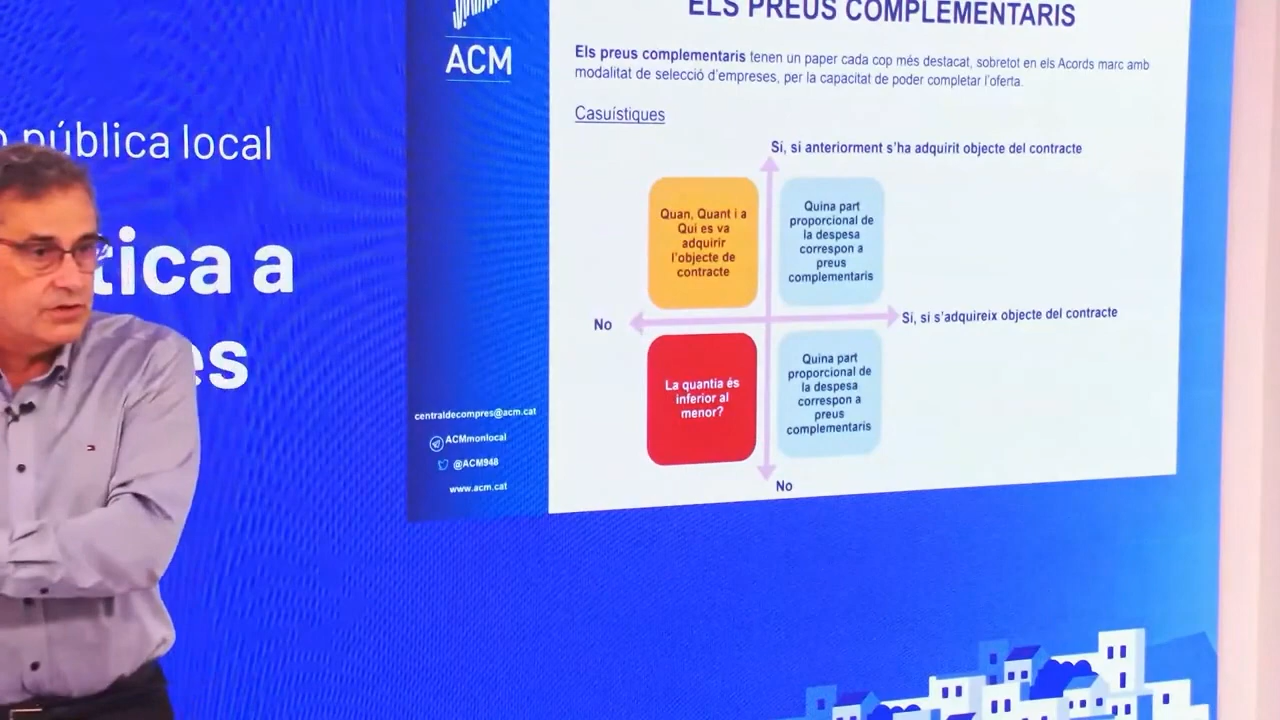 pública local
tica a
es
ACM
ELS PREUS COMPLEMENTARIS
Els preus complementaris tenen un paper cada cop més destacat, sobretot en els Acords marc amb
modalitat de selecció d'empreses, per la capacitat de poder completar l'oferta.
Casuístiques
Si, si anteriorment s'ha adquirit objecte del contracte
Quan, Quant i a
Qui es va
adquirir
l'objecte de
contracte
Quina part
proporcional de
la despesa
correspon a
preus
complementaris
No
Si, si s'adquireix objecte del contracte
La quantia és
inferior al
menor?
Quina part
proporcional de
la despesa
correspon a
preus
complementaris
No
centraldecompres@acm.cat
ACMmonlocal
@ACM948
www.acm.cat